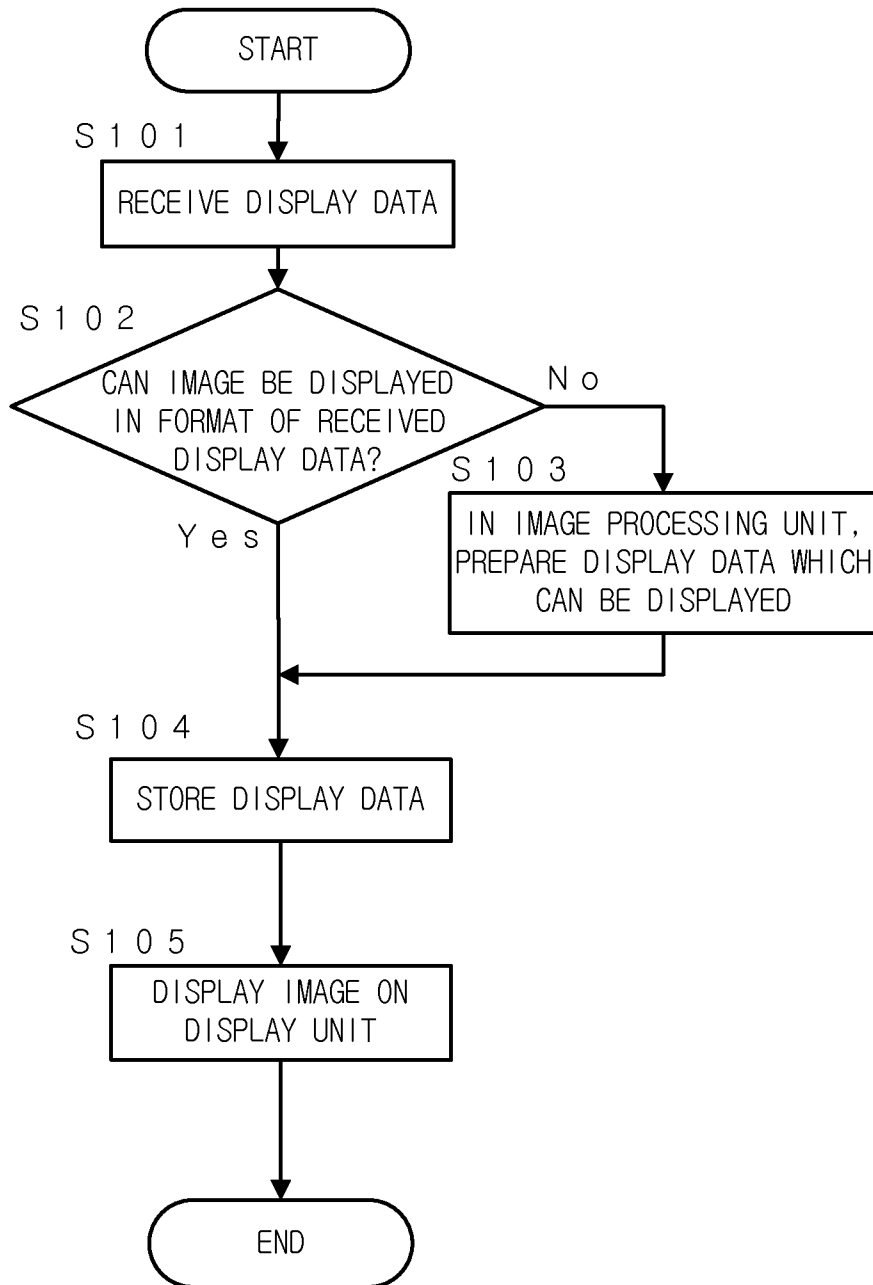 START
S101
RECEIVE DISPLAY DATA
S102
CAN IMAGE BE DISPLAYED
IN FORMAT OF RECEIVED
DISPLAY DATA?
No
Yes
S103
IN IMAGE PROCESSING UNIT,
PREPARE DISPLAY DATA WHICH
CAN BE DISPLAYED
S104
STORE DISPLAY DATA
S105
DISPLAY IMAGE ON
DISPLAY UNIT
END